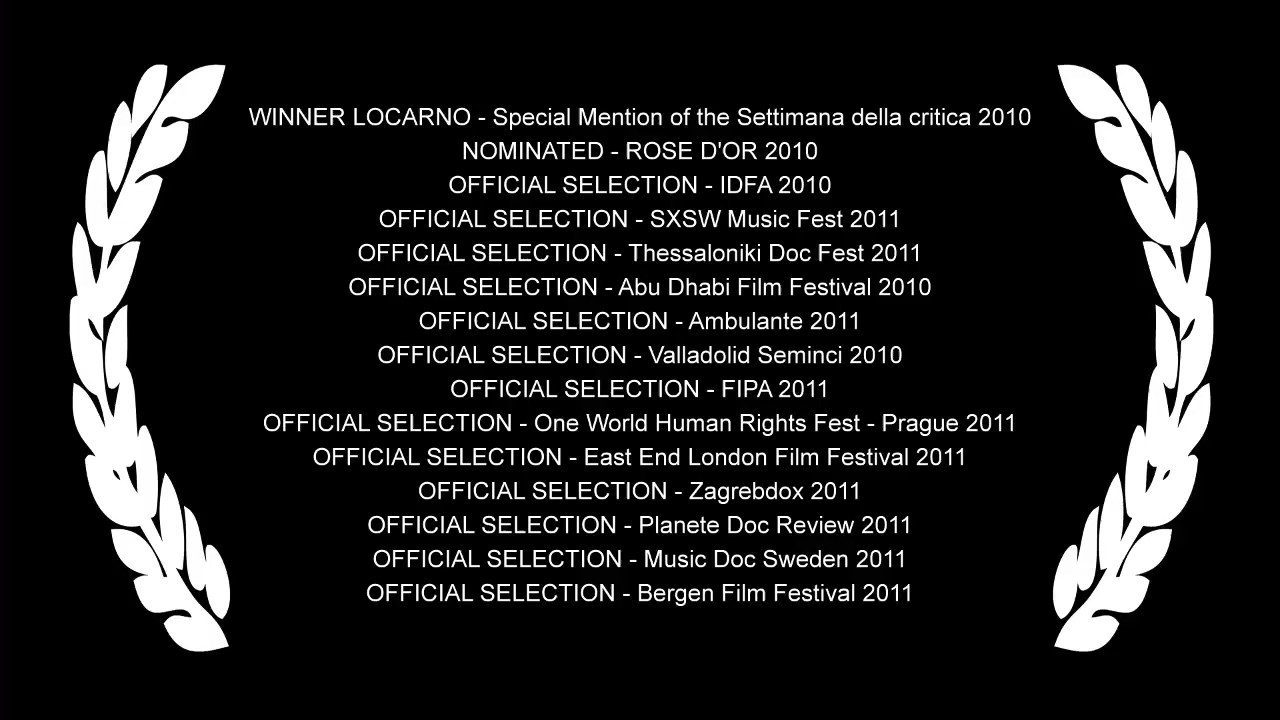 WINNER LOCARNO - Special Mention of the Settimana della critica 2010
NOMINATED - ROSE D'OR 2010
OFFICIAL SELECTION - IDFA 2010
OFFICIAL SELECTION - SXSW Music Fest 2011
OFFICIAL SELECTION - Thessaloniki Doc Fest 2011
OFFICIAL SELECTION - Abu Dhabi Film Festival 2010
OFFICIAL SELECTION - Ambulante 2011
OFFICIAL SELECTION - Valladolid Seminci 2010
OFFICIAL SELECTION - FIPA 2011
OFFICIAL SELECTION - One World Human Rights Fest - Prague 2011
OFFICIAL SELECTION - East End London Film Festival 2011
OFFICIAL SELECTION - Zagrebdox 2011
OFFICIAL SELECTION - Planete Doc Review 2011
OFFICIAL SELECTION - Music Doc Sweden 2011
OFFICIAL SELECTION - Bergen Film Festival 2011